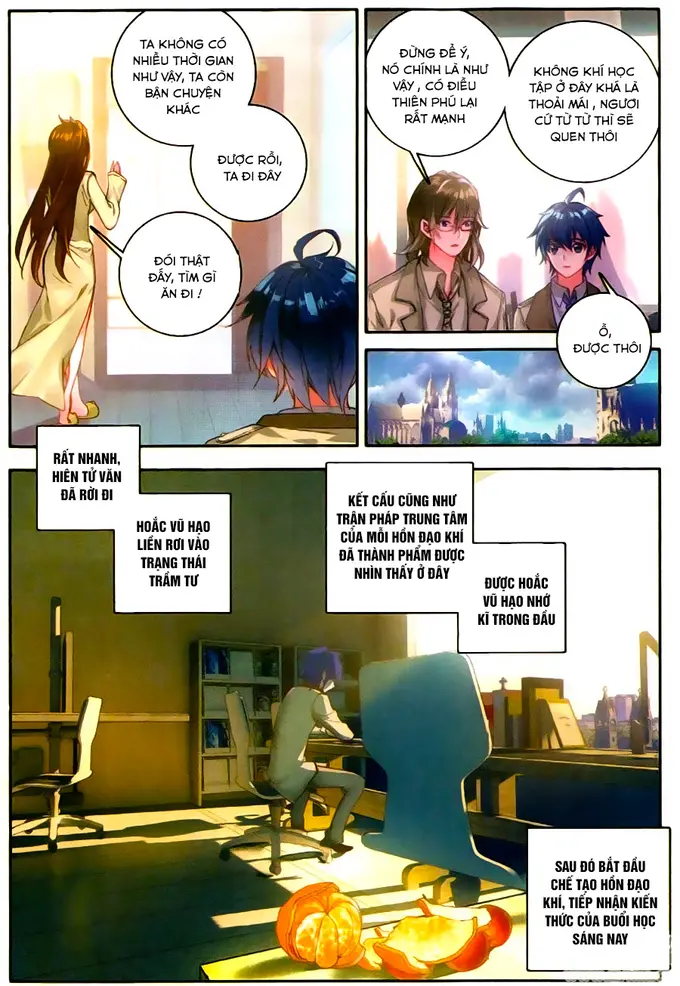 TA KHÔNG CÓ
NHIỀU THỜI GIAN
NHƯ VẬY, TA CÒN
BẬN CHUYỆN
KHÁC
ĐƯỢC RỒI,
TA ĐI ĐÂY
ĐÓI THẬT
ĐẤY, TÌM GÌ
ĂN ĐI !
ĐỪNG ĐỂ Ý,
NÓ CHÍNH LÀ NHƯ
VẬY , CÓ ĐIỀU
THIÊN PHÚ LẠI
RẤT MẠNH
KHÔNG KHÍ HỌC
TẬP Ở ĐÂY KHÁ LÀ
THOẢI MÁI , NGƯƠI
CỨ TỪ TỪ THÌ SẼ
QUEN THÔI
Ồ,
ĐƯỢC THÔI
RẤT NHANH,
HIÊN TỬ VĂN
ĐÃ RỜI ĐI
HOẮC VŨ HẠO
LIỀN RƠI VÀO
TRẠNG THÁI
TRẦM TƯ
KẾT CẤU CŨNG NHƯ
TRẬN PHÁP TRUNG TÂM
CỦA MỖI HỒN ĐẠO KHÍ
ĐÃ THÀNH PHẨM ĐƯỢC
NHÌN THẤY Ở ĐÂY
ĐƯỢC HOẮC
VŨ HẠO NHỚ
KĨ TRONG ĐẦU
SAU ĐÓ BẮT ĐẦU
CHẾ TẠO HỒN ĐẠO
KHÍ, TIẾP NHẬN KIẾN
THỨC CỦA BUỔI HỌC
SÁNG NAY